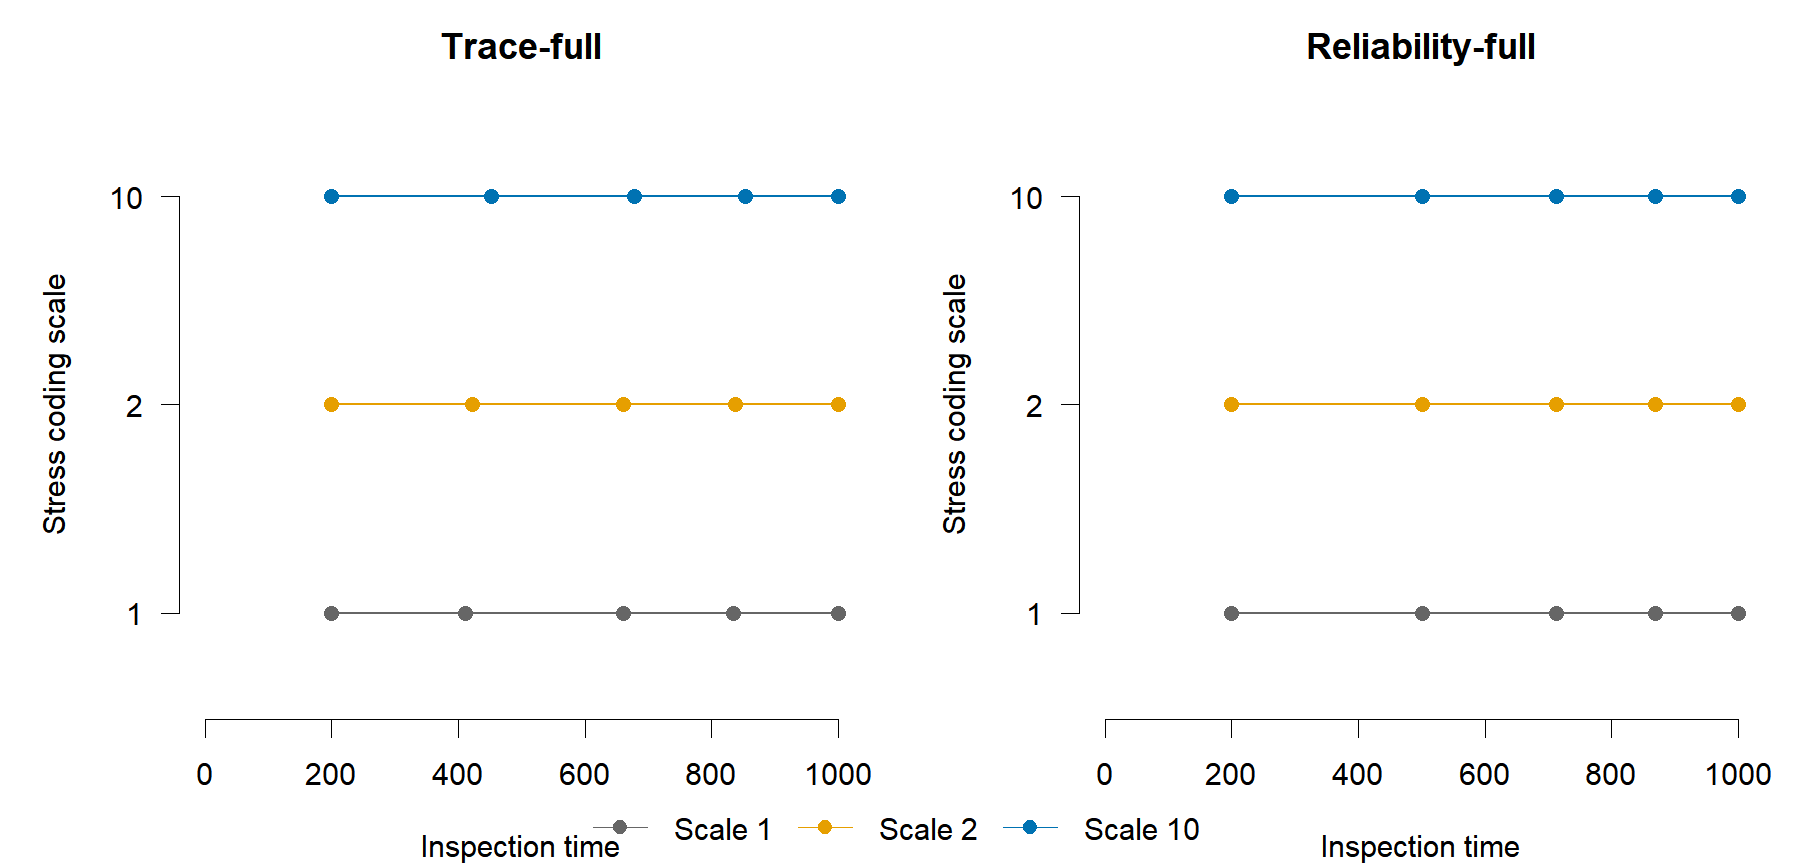 Trace-full
Stress coding scale
10
2
1
0 200 400 600 800 1000
Inspection time
Reliability-full
Stress coding scale
10
2
1
0 200 400 600 800 1000
Inspection time
Scale 1 Scale 2 Scale 10